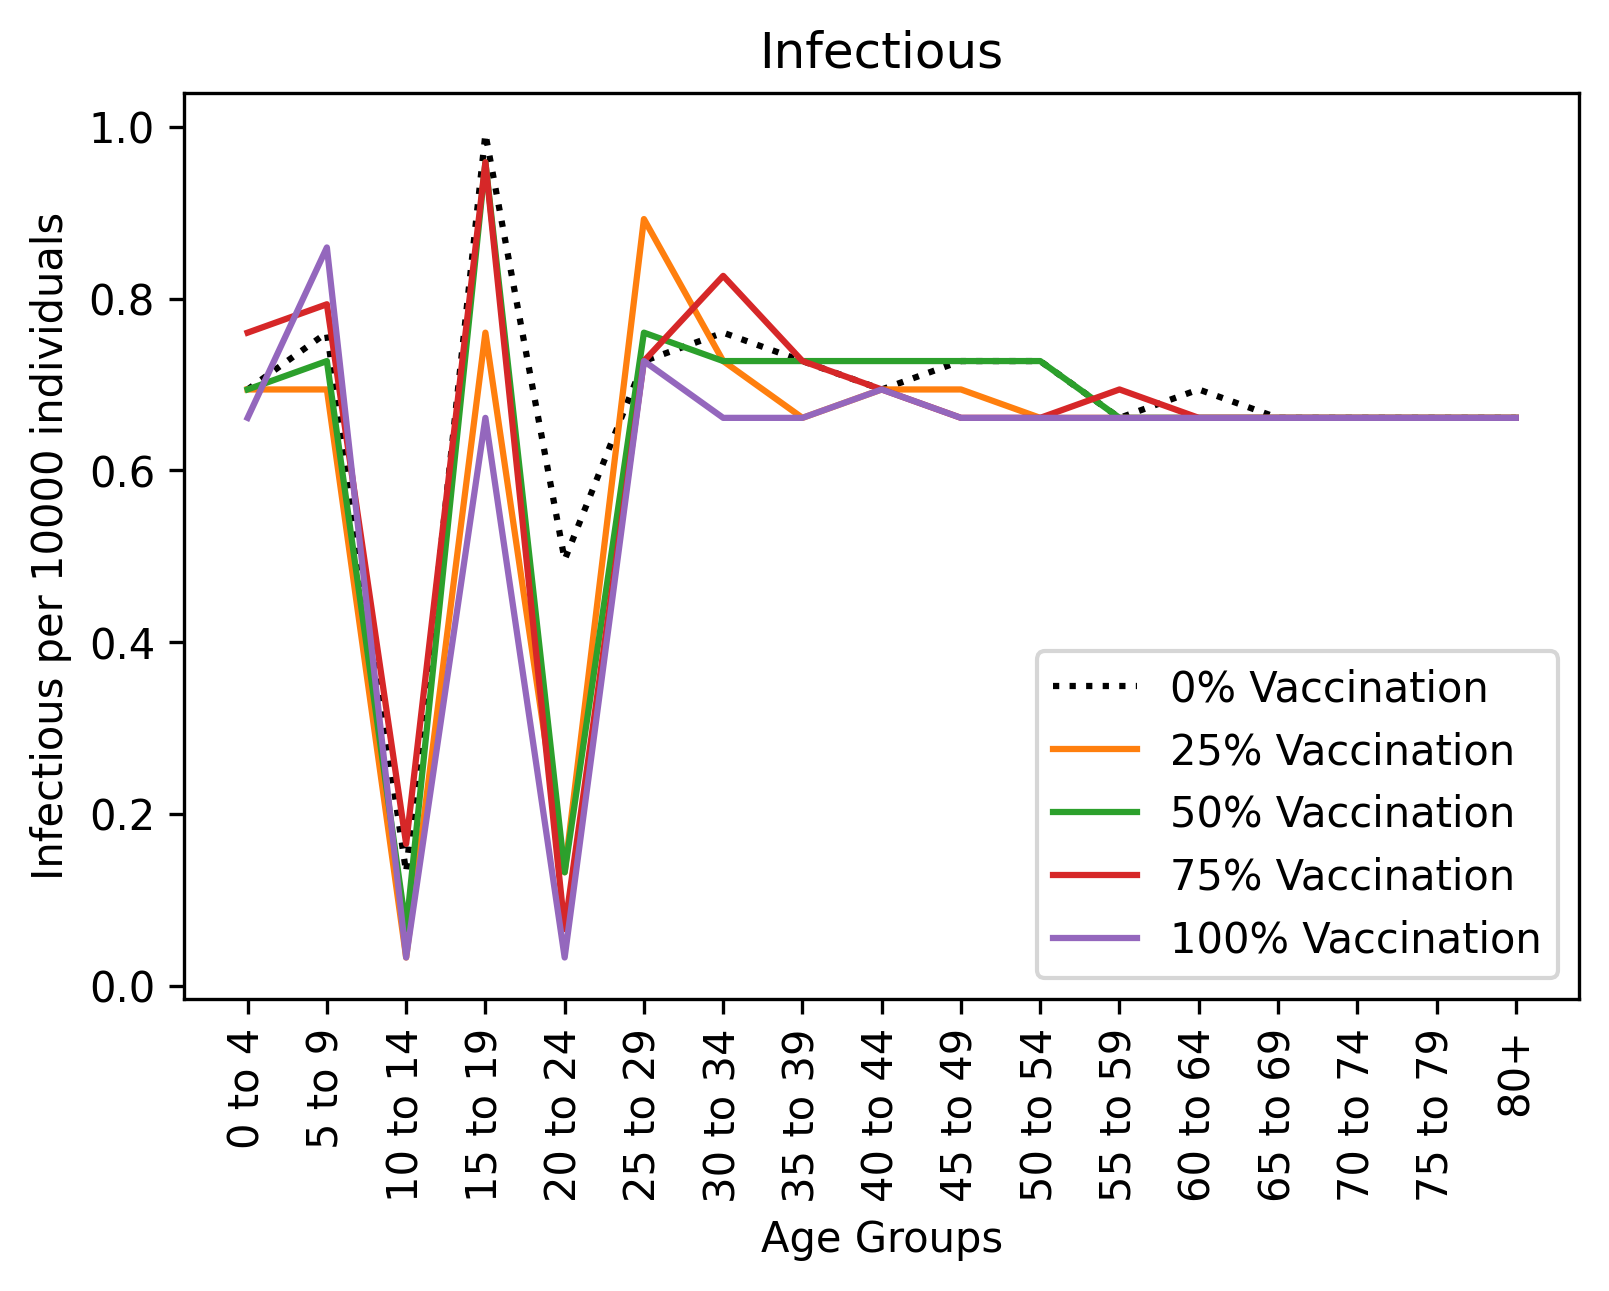 Infectious
Infectious per 10000 individuals
1.0
0.8
0.6
0.4
0.2
0.0
0% Vaccination
25% Vaccination
50% Vaccination
75% Vaccination
100% Vaccination
0 to 4
5 to 9
10 to 14
15 to 19
20 to 24
25 to 29
30 to 34
35 to 39
40 to 44
45 to 49
50 to 54
55 to 59
60 to 64
65 to 69
70 to 74
75 to 79
80+
Age Groups